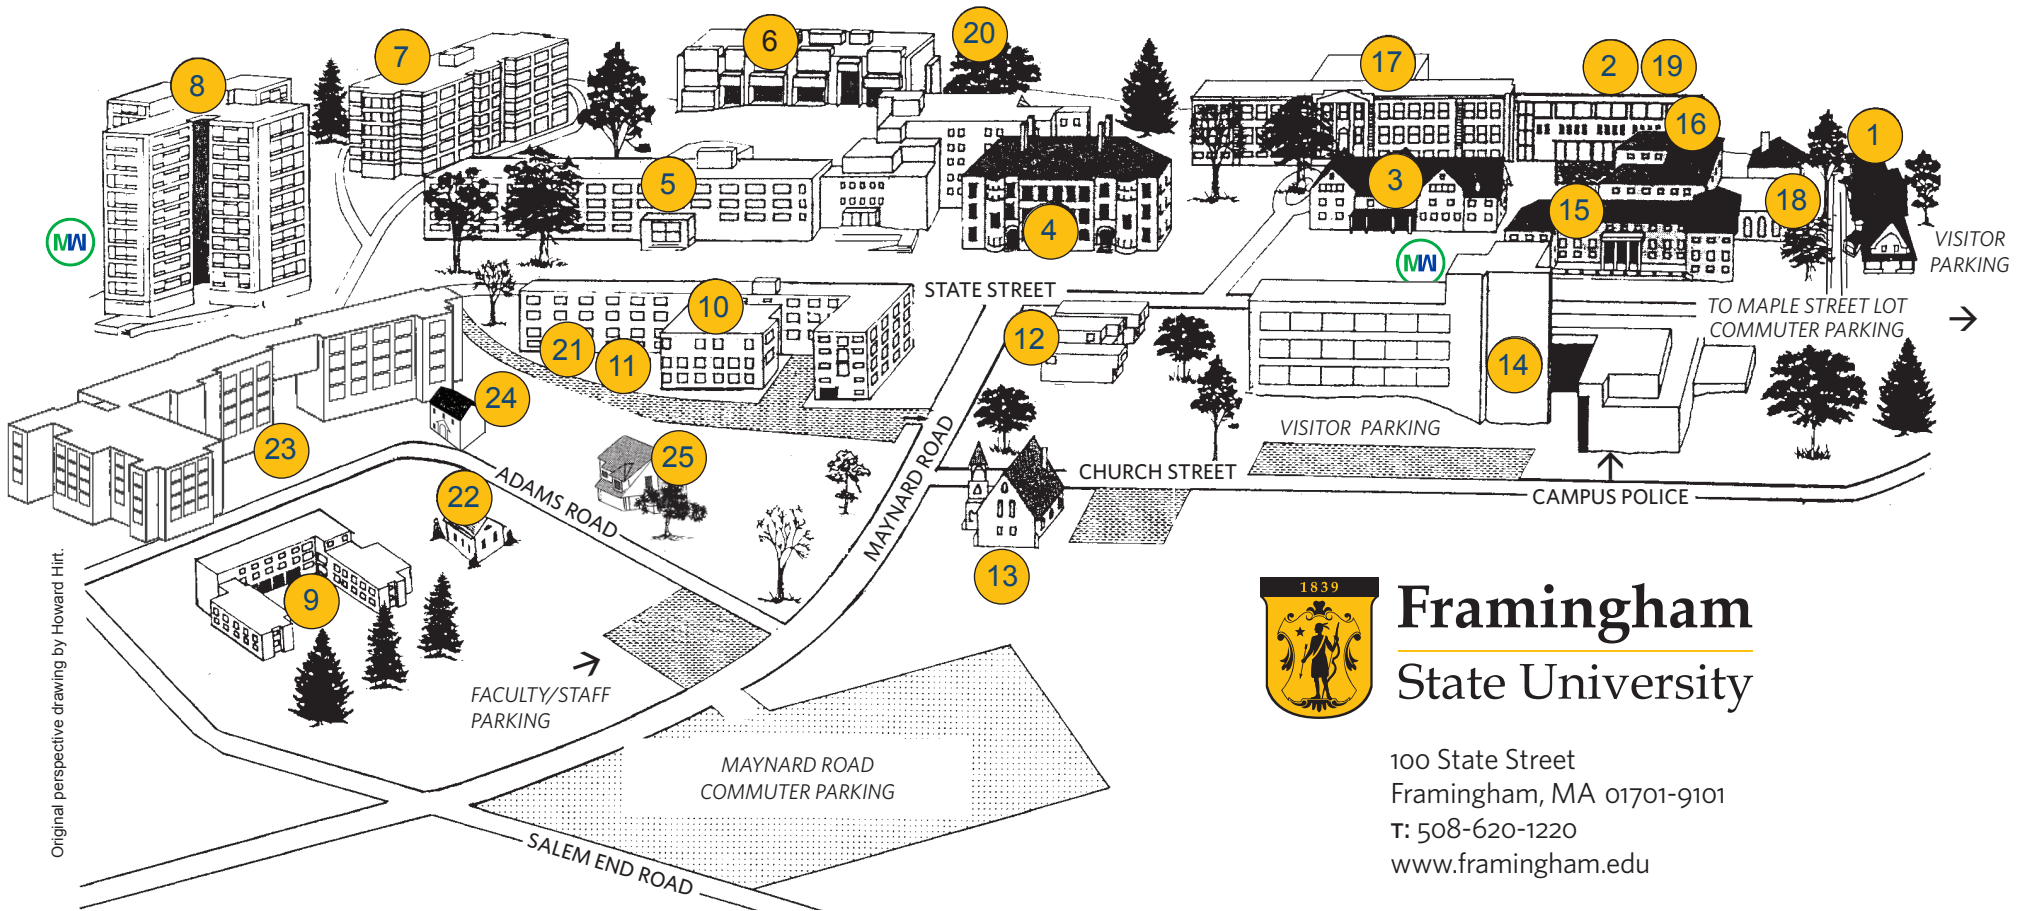 8
7
6
20
17
2
19
16
1
5
3
15
18
4
MW
MW
VISITOR
PARKING
STATE STREET
TO MAPLE STREET LOT
COMMUTER PARKING
10
21
11
12
14
24
23
25
22
ADAMS ROAD
MAYNARD ROAD
VISITOR PARKING
CHURCH STREET
CAMPUS POLICE
13
9
FACULTY/STAFF
PARKING
MAYNARD ROAD
COMMUTER PARKING
SALEM END ROAD
Original perspective drawing by Howard Hirt.
1839
Framingham
State University
100 State Street
Framingham, MA 01701-9101
T: 508-620-1220
www.framingham.edu